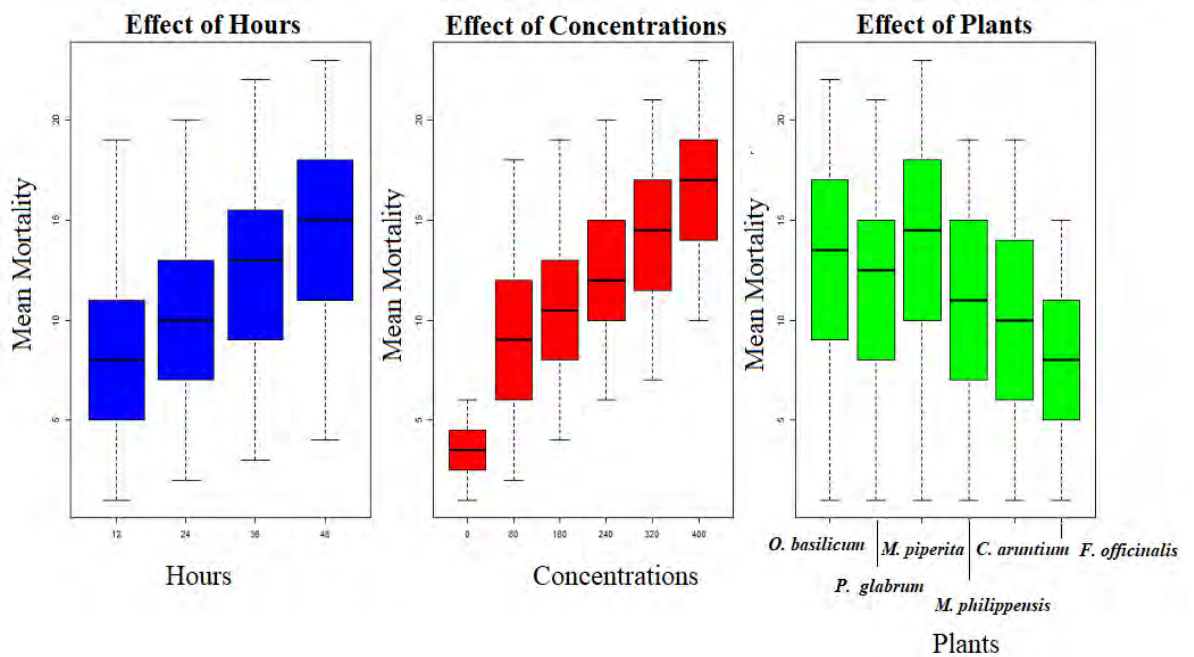 Effect of Hours
Mean Mortality
20
15
10
5
12
24
36
48
Hours
Effect of Concentrations
Mean Mortality
20
15
10
5
0
80
160
240
320
400
Concentrations
Effect of Plants
Mean Mortality
20
15
10
5
O. basilicum
M. piperita
C. aruntium
F. officinalis
P. glabrum
M. philippensis
Plants